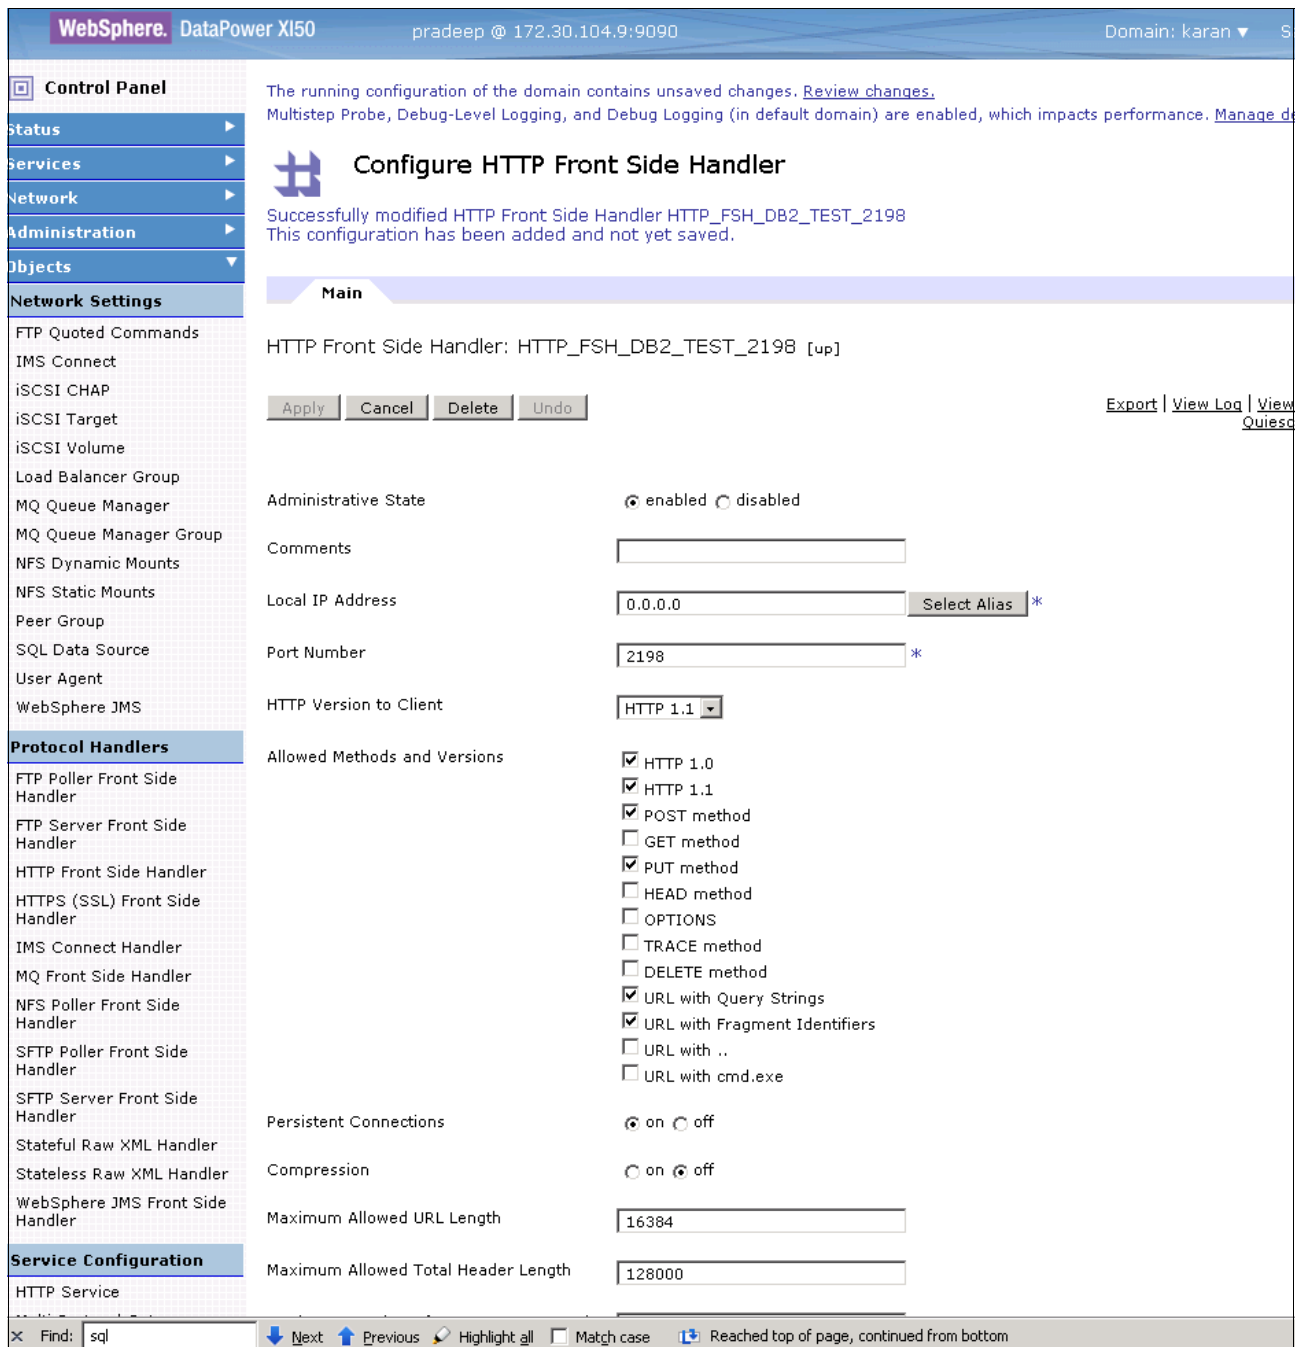 WebSphere. DataPower XI50
pradeep @ 172.30.104.9:9090
Domain: karan ▼
S
Control Panel
Status
Services
Network
Administration
Objects
Network Settings
FTP Quoted Commands
IMS Connect
iSCSI CHAP
iSCSI Target
iSCSI Volume
Load Balancer Group
MQ Queue Manager
MQ Queue Manager Group
NFS Dynamic Mounts
NFS Static Mounts
Peer Group
SQL Data Source
User Agent
WebSphere JMS
Protocol Handlers
FTP Poller Front Side
Handler
FTP Server Front Side
Handler
HTTP Front Side Handler
HTTPS (SSL) Front Side
Handler
IMS Connect Handler
MQ Front Side Handler
NFS Poller Front Side
Handler
SFTP Poller Front Side
Handler
SFTP Server Front Side
Handler
Stateful Raw XML Handler
Stateless Raw XML Handler
WebSphere JMS Front Side
Handler
Service Configuration
HTTP Service
The running configuration of the domain contains unsaved changes. Review changes.
Multistep Probe, Debug-Level Logging, and Debug Logging (in default domain) are enabled, which impacts performance. Manage de
Configure HTTP Front Side Handler
Successfully modified HTTP Front Side Handler HTTP_FSH_DB2_TEST_2198
This configuration has been added and not yet saved.
Main
HTTP Front Side Handler: HTTP_FSH_DB2_TEST_2198 [up]
Apply Cancel Delete Undo
Export | View Log | View
Quiesc
Administrative State enabled disabled
Comments
Local IP Address 0.0.0.0 Select Alias *
Port Number 2198 *
HTTP Version to Client HTTP 1.1
Allowed Methods and Versions HTTP 1.0
HTTP 1.1
POST method
GET method
PUT method
HEAD method
OPTIONS
TRACE method
DELETE method
URL with Query Strings
URL with Fragment Identifiers
URL with ..
URL with cmd.exe
Persistent Connections on off
Compression on off
Maximum Allowed URL Length 16384
Maximum Allowed Total Header Length 128000
× Find: sql Next Previous Highlight all Match case Reached top of page, continued from bottom